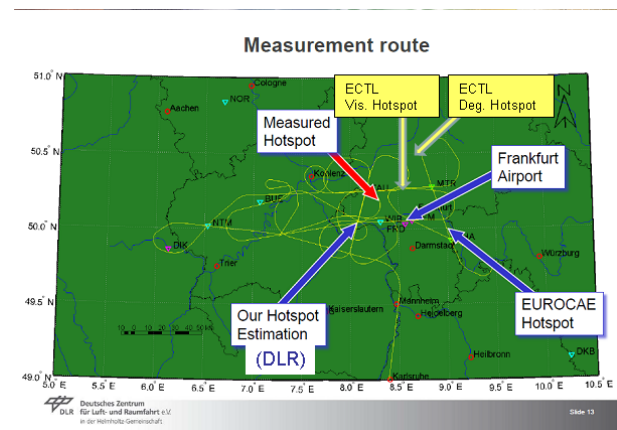 Measurement route
51.0° N
50.5°
50.0°
49.5°
49.0° N
5.0° E
5.5°
6.0°
6.5°
7.0°
7.5°
8.0° E
8.5°
9.0°
9.5°
10.0°
10.5°
ECTL
Vis. Hotspot
ECTL
Deg. Hotspot
N
Cologne
NOR
Aachen
Measured
Hotspot
Frankfurt
Airport
Koblenz
MTR
BUE
NTM
WIB
FRD
DIK
Trier
Darmstadt
Würzburg
Our Hotspot
Estimation
(DLR)
Kaiserslautern
Mannheim
Heidelberg
EUROCAE
Hotspot
Heilbronn
DKB
Karlsruhe
Deutsches Zentrum
DLR für Luft- und Raumfahrt e.V.
in der Helmholtz-Gemeinschaft
Slide 13